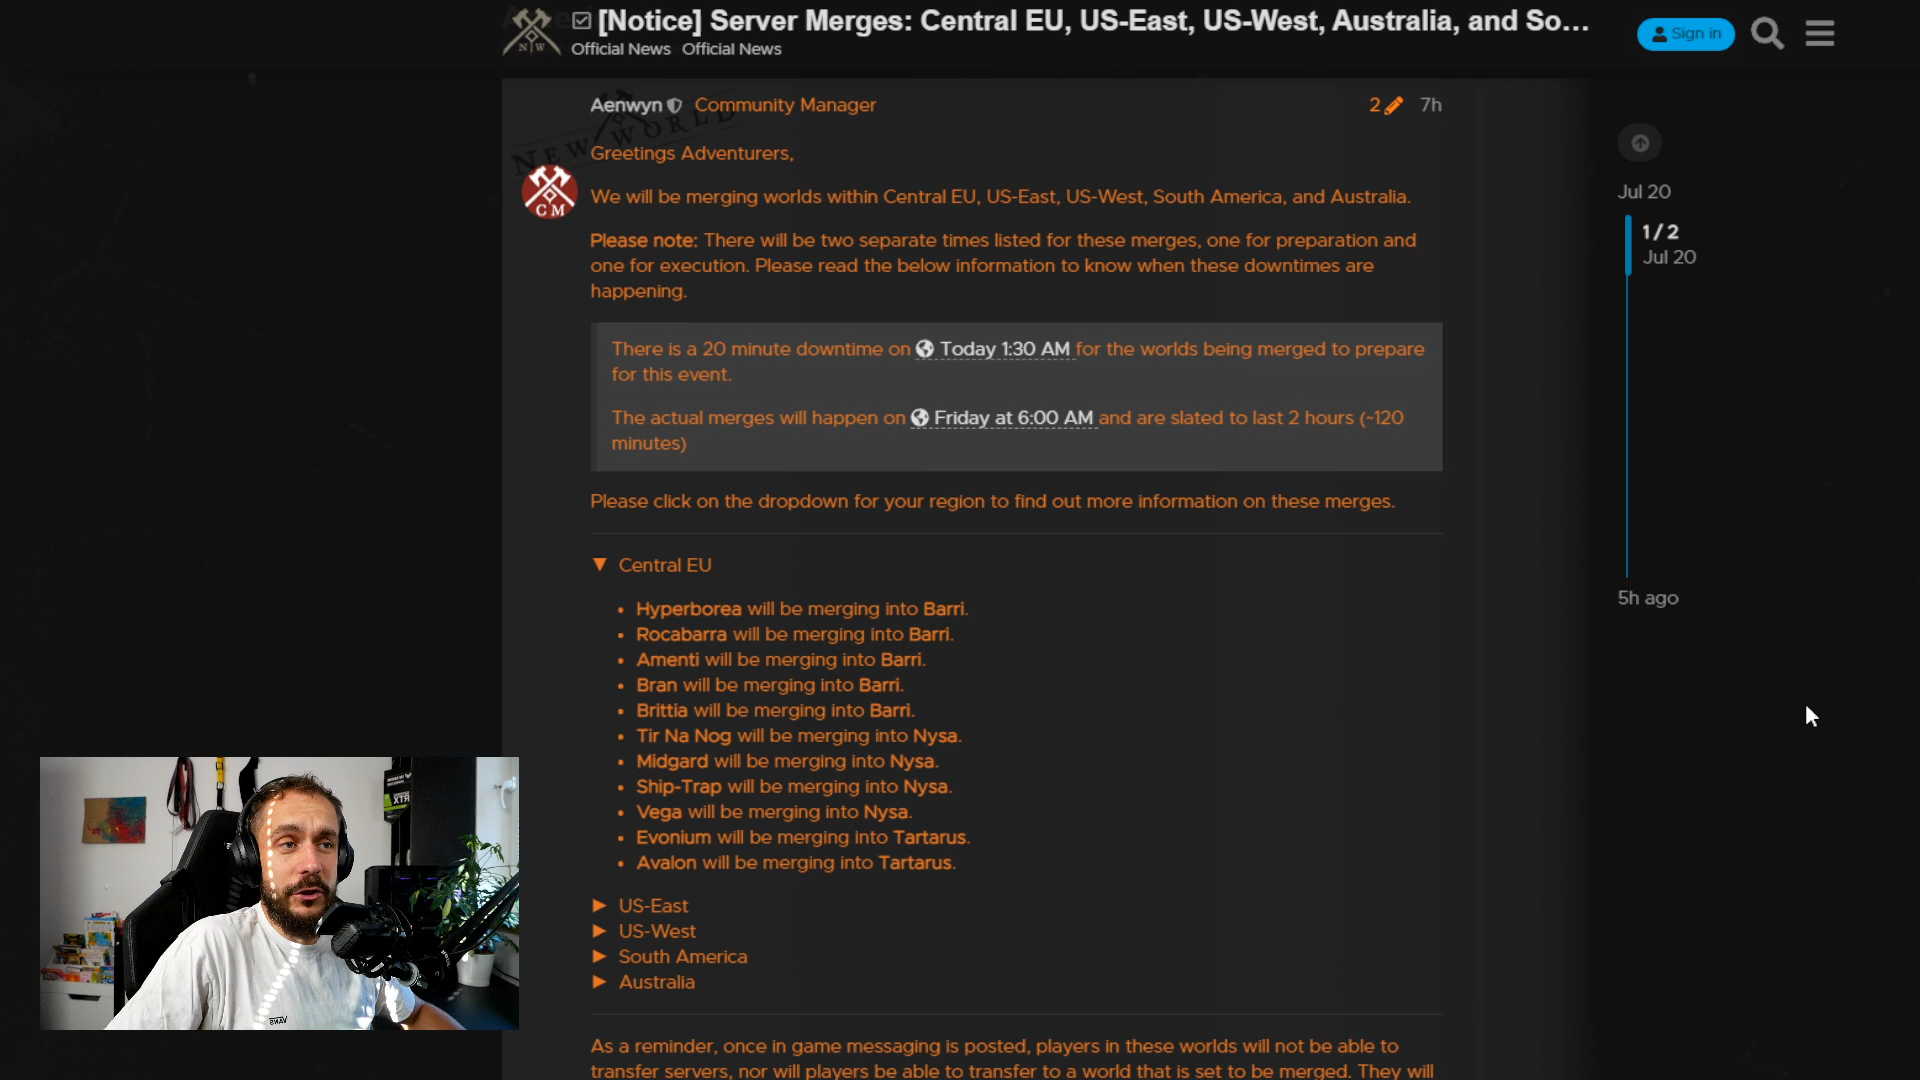 [Notice] Server Merges: Central EU, US-East, US-West, Australia, and So...
Official News Official News
Sign in
Aenwyn Community Manager
2 7h
NEW WORLD
Greetings Adventurers,
CM
We will be merging worlds within Central EU, US-East, US-West, South America, and Australia.
Please note: There will be two separate times listed for these merges, one for preparation and
one for execution. Please read the below information to know when these downtimes are
happening.
There is a 20 minute downtime on Today 1:30 AM for the worlds being merged to prepare
for this event.
The actual merges will happen on Friday at 6:00 AM and are slated to last 2 hours (~120
minutes)
Please click on the dropdown for your region to find out more information on these merges.
▼ Central EU
• Hyperborea will be merging into Barri.
• Rocabarra will be merging into Barri.
• Amenti will be merging into Barri.
• Bran will be merging into Barri.
• Brittia will be merging into Barri.
• Tir Na Nog will be merging into Nysa.
• Midgard will be merging into Nysa.
• Ship-Trap will be merging into Nysa.
• Vega will be merging into Nysa.
• Evonium will be merging into Tartarus.
• Avalon will be merging into Tartarus.
► US-East
► US-West
► South America
► Australia
As a reminder, once in game messaging is posted, players in these worlds will not be able to
transfer servers, nor will players be able to transfer to a world that is set to be merged. They will
Jul 20
1 / 2
Jul 20
5h ago
RTX
VANS